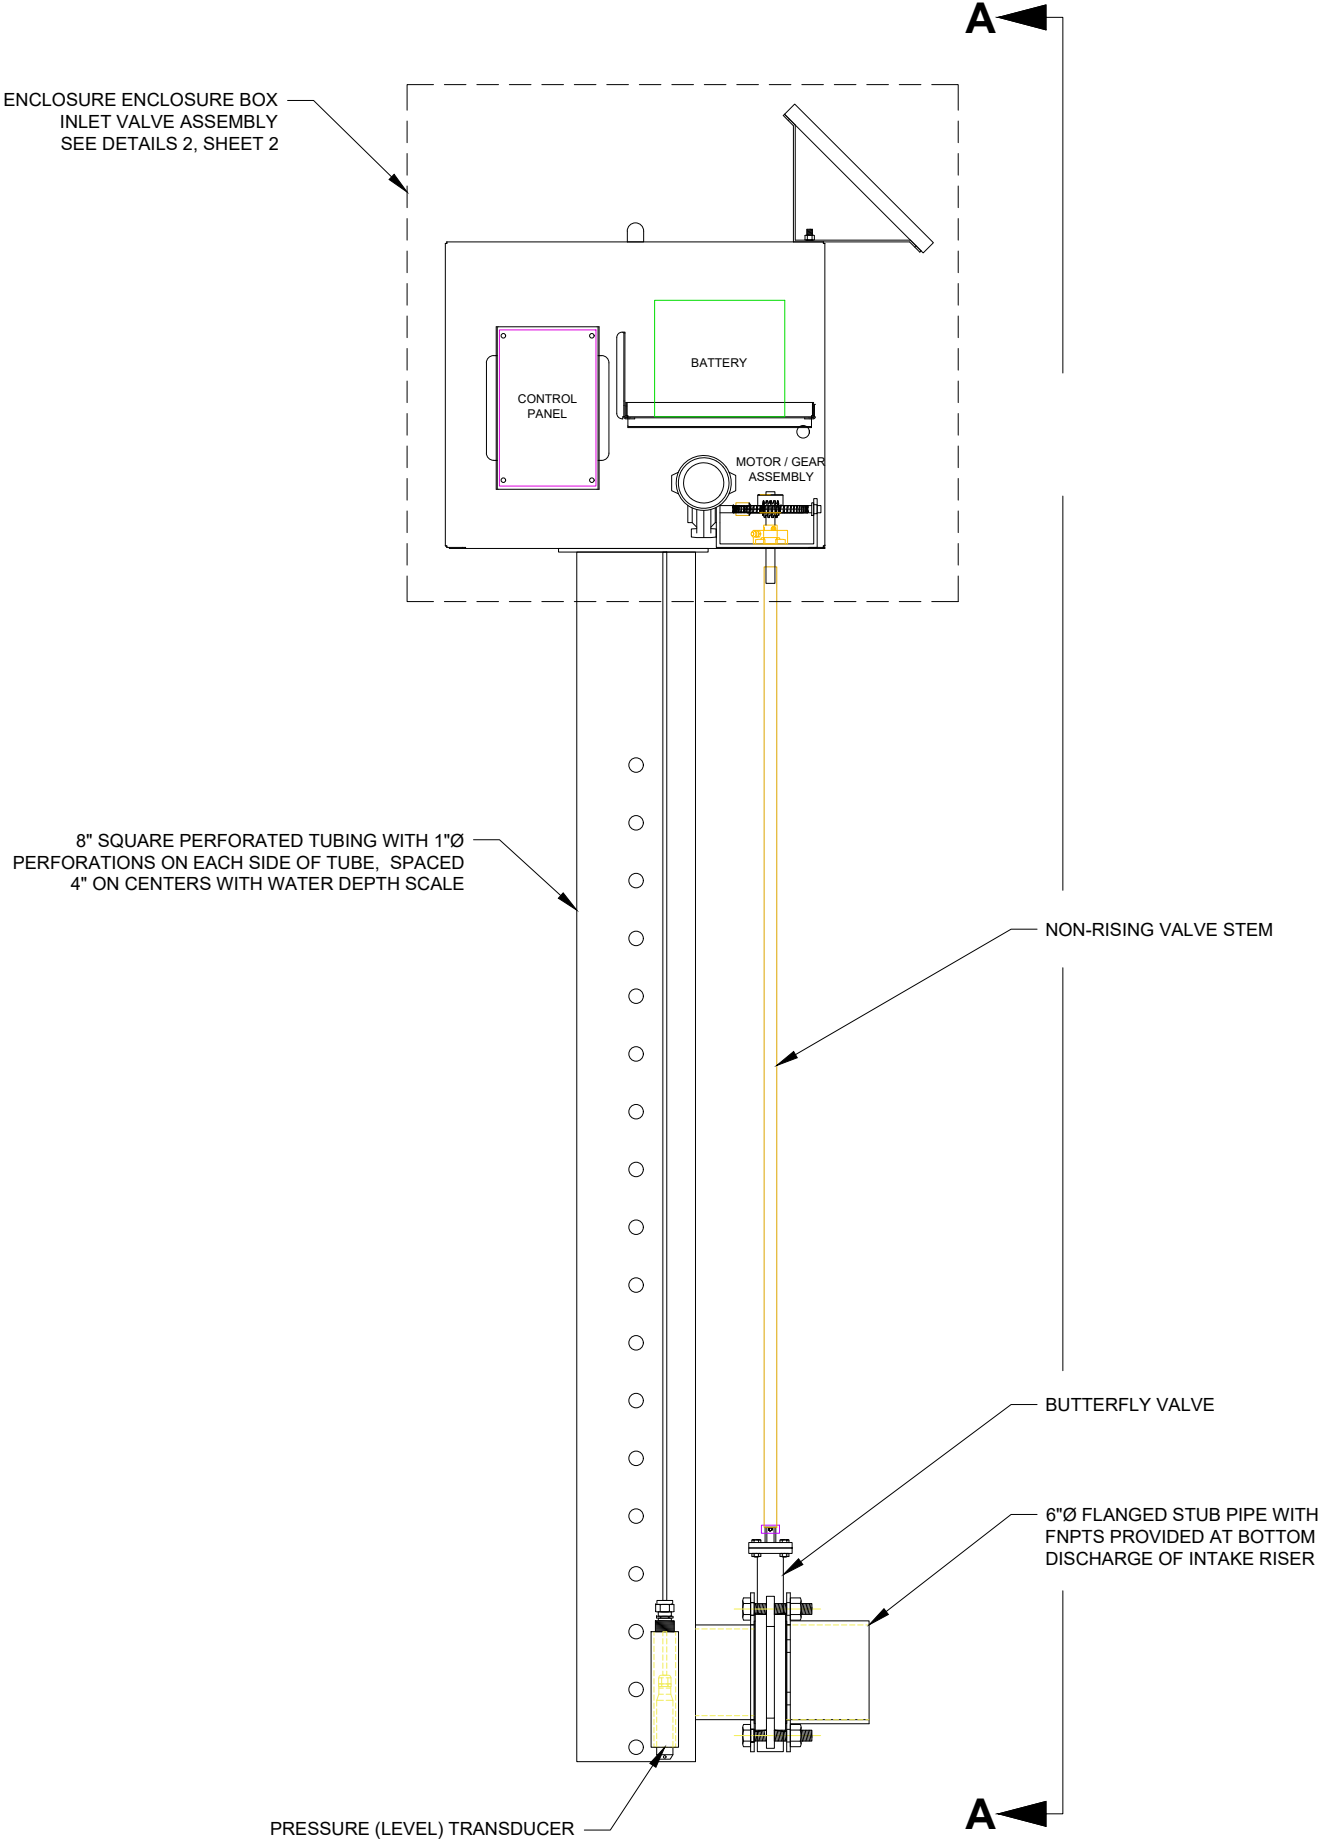 A
ENCLOSURE ENCLOSURE BOX
INLET VALVE ASSEMBLY
SEE DETAILS 2, SHEET 2
BATTERY
CONTROL
PANEL
MOTOR / GEAR
ASSEMBLY
8" SQUARE PERFORATED TUBING WITH 1"Ø
PERFORATIONS ON EACH SIDE OF TUBE, SPACED
4" ON CENTERS WITH WATER DEPTH SCALE
NON-RISING VALVE STEM
BUTTERFLY VALVE
6"Ø FLANGED STUB PIPE WITH
FNPTS PROVIDED AT BOTTOM
DISCHARGE OF INTAKE RISER
A
PRESSURE (LEVEL) TRANSDUCER